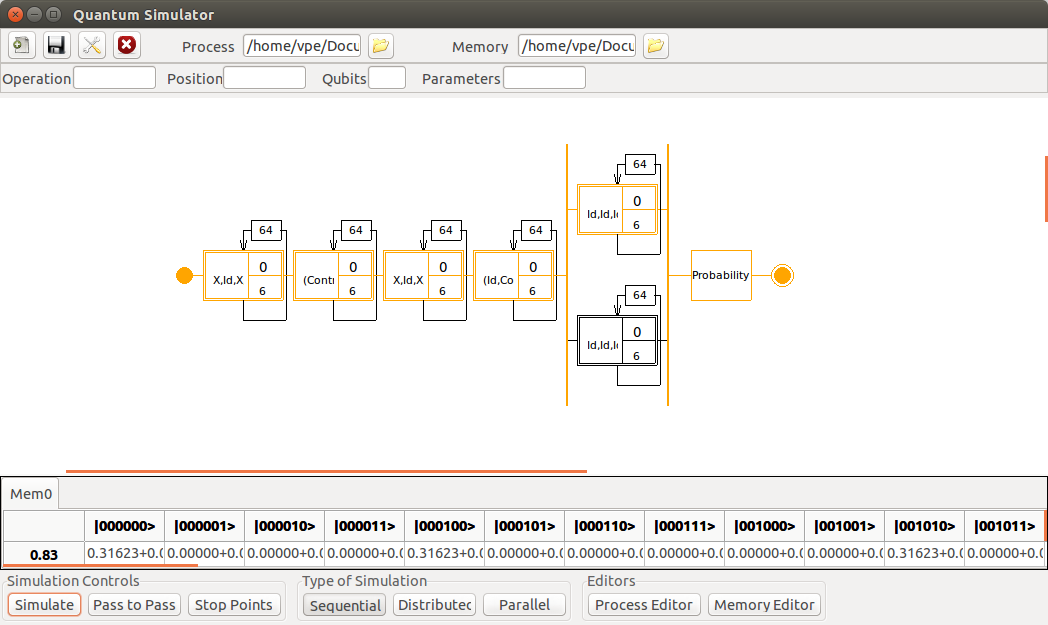 Quantum Simulator
Process /home/vpe/Docu Memory /home/vpe/Docu
Operation Position Qubits Parameters
64
Id,Id,Id 0
6
64 64 64 64
X,Id,X 0 (Contr 0 X,Id,X 0 (Id,Co 0 Probability
6 6 6 6
64
Id,Id,Id 0
6
Mem0
|000000> |000001> |000010> |000011> |000100> |000101> |000110> |000111> |001000> |001001> |001010> |001011>
0.83 0.31623+0.0 0.00000+0.0 0.00000+0.0 0.00000+0.0 0.31623+0.0 0.00000+0.0 0.00000+0.0 0.00000+0.0 0.00000+0.0 0.00000+0.0 0.31623+0.0 0.00000+0.0
Simulation Controls Type of Simulation Editors
Simulate Pass to Pass Stop Points Sequential Distributed Parallel Process Editor Memory Editor